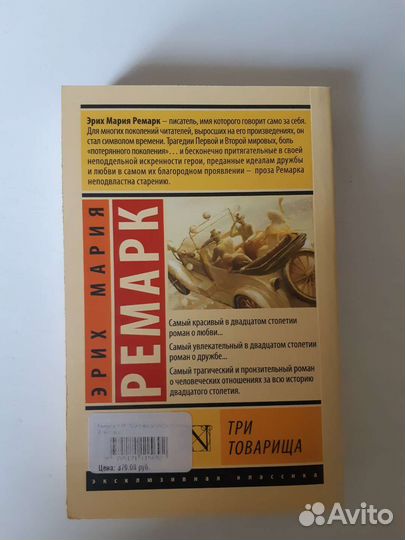 Эрих Мария Ремарк – писатель, имя которого говорит само за себя.
Для многих поколений читателей, выросших на его произведениях, он
стал символом времени. Трагедии Первой и Второй мировых, боль
«потерянного поколения»… и бесконечно притягательные в своей
неподдельной искренности герои, преданные идеалам дружбы
и любви в самом их благородном проявлении – проза Ремарка
неподвластна старению.
ЭРИХ МАРИЯ
РЕМАРК
Самый красивый в двадцатом столетии
роман о любви...
Самый увлекательный в двадцатом столетии
роман о дружбе...
Самый трагический и пронзительный роман
о человеческих отношениях за всю историю
двадцатого столетия.
N
ТРИ
ТОВАРИЩА
Цена: 379.00 руб.
эксклюзивная классика
Avito